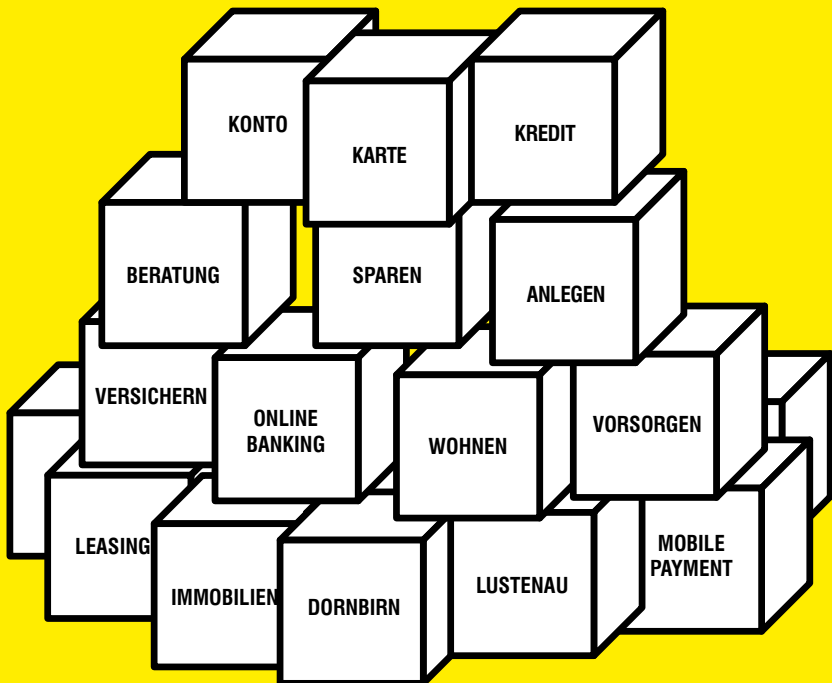 KONTO
KARTE
KREDIT
BERATUNG
SPAREN
ANLEGEN
VERSICHERN
ONLINE
BANKING
WOHNEN
VORSORGEN
LEASING
IMMOBILIEN
DORNBIRN
LUSTENAU
MOBILE
PAYMENT